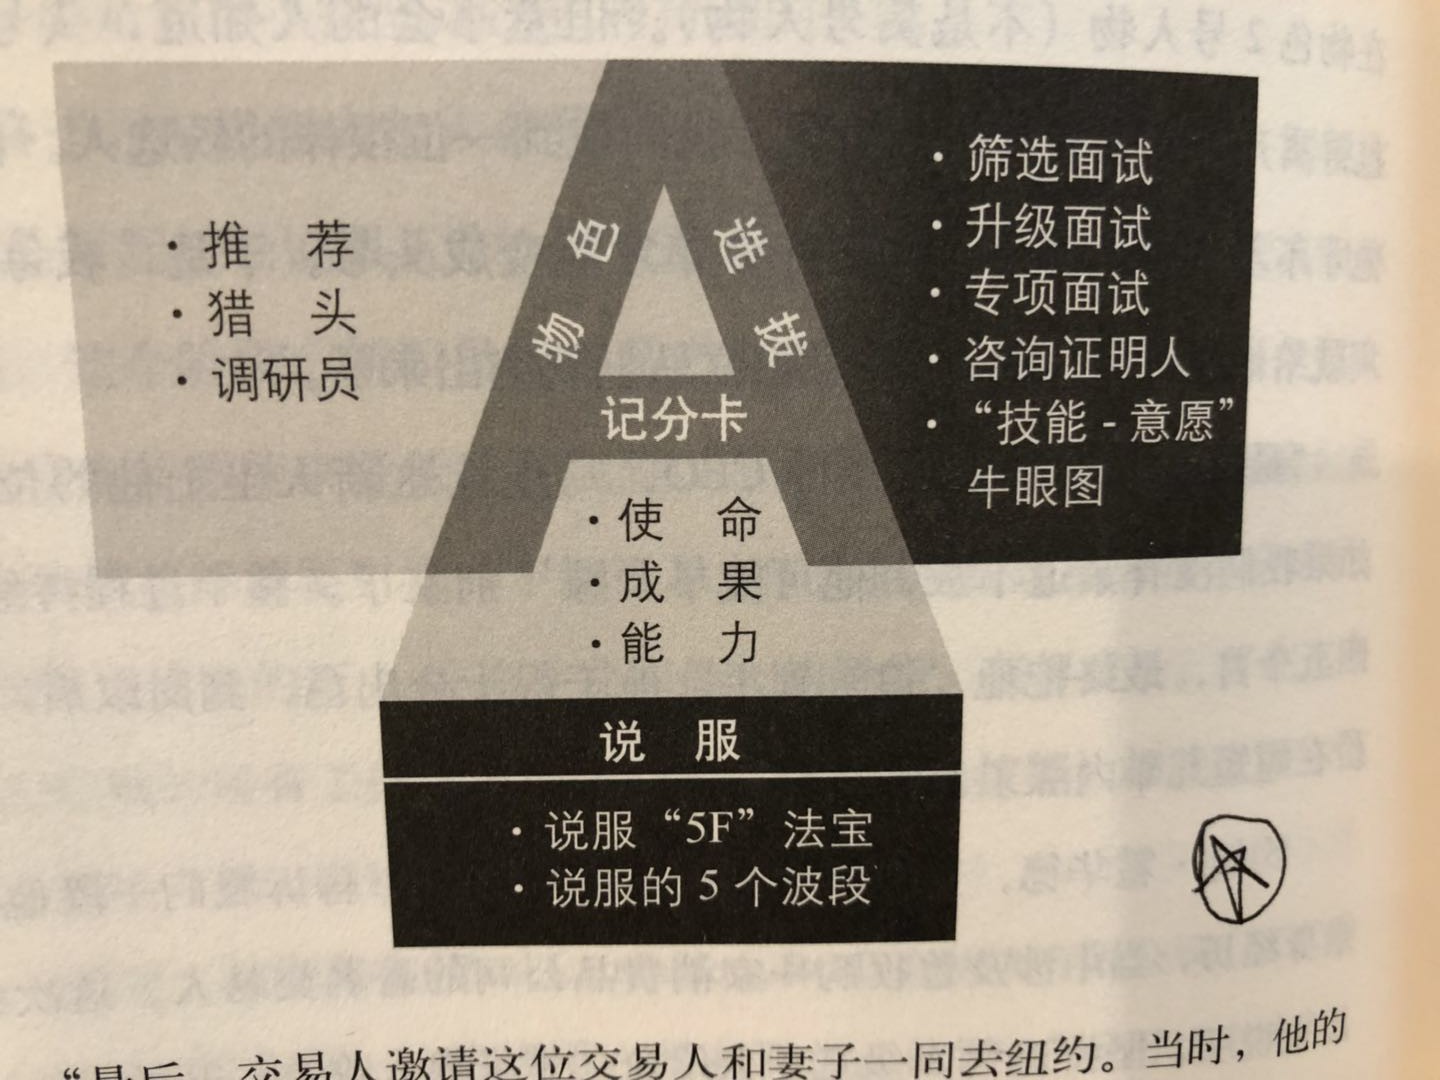 物色
选拔
· 推 荐
· 猎 头
· 调研员
· 筛选面试
· 升级面试
· 专项面试
· 咨询证明人
· “技能-意愿”
牛眼图
记分卡
· 使 命
· 成 果
· 能 力
说 服
· 说服“5F”法宝
· 说服的5个波段
交易人邀请这位交易人和妻子一同去纽约。当时，他的